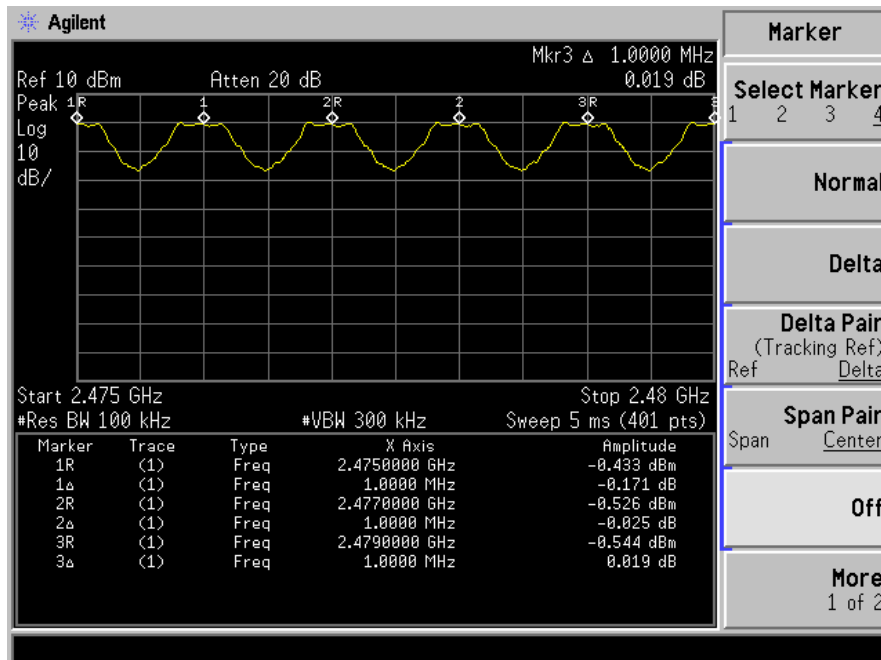 Agilent
Marker
Mkr3 Δ 1.0000 MHz
Ref 10 dBm Atten 20 dB 0.019 dB
Peak
Log
10
dB/
1R 1 2R 2 3R
Start 2.475 GHz Stop 2.48 GHz
#Res BW 100 kHz #VBW 300 kHz Sweep 5 ms (401 pts)
Marker Trace Type X Axis Amplitude
1R (1) Freq 2.4750000 GHz -0.433 dBm
1Δ (1) Freq 1.0000 MHz -0.171 dB
2R (1) Freq 2.4770000 GHz -0.526 dBm
2Δ (1) Freq 1.0000 MHz -0.025 dB
3R (1) Freq 2.4790000 GHz -0.544 dBm
3Δ (1) Freq 1.0000 MHz 0.019 dB
Select Marker
1 2 3 4
Normal
Delta
Delta Pair
(Tracking Ref)
Ref Delta
Span Pair
Span Center
Off
More
1 of 2